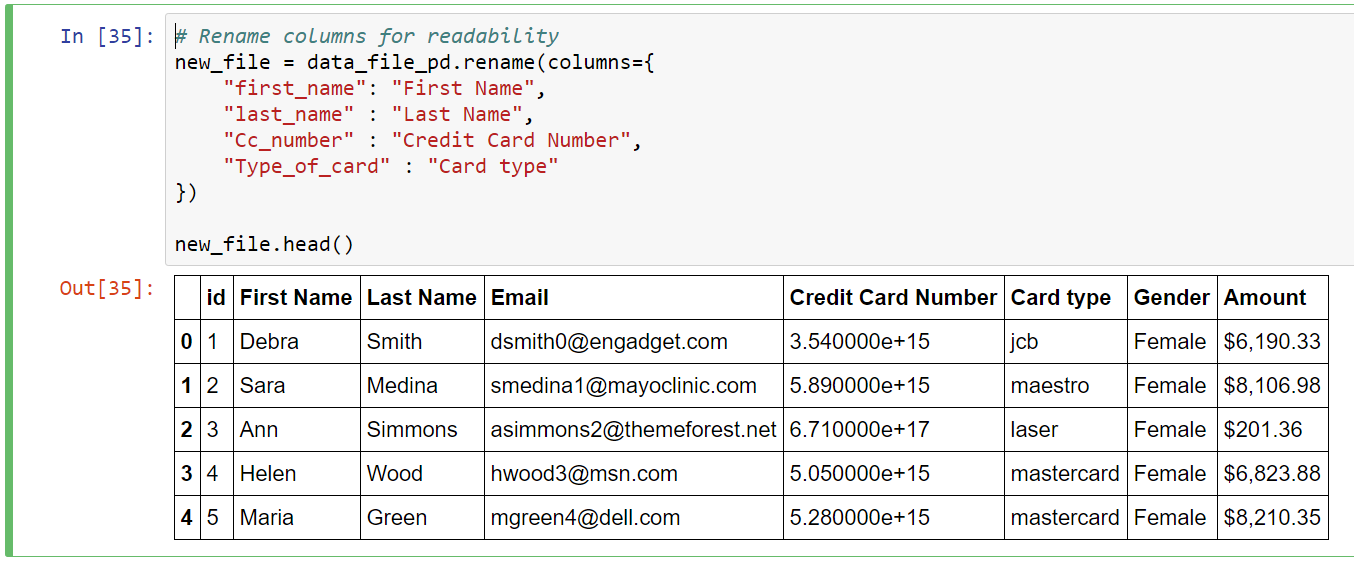 In [35]: # Rename columns for readability
new_file = data_file_pd.rename(columns={
    "first_name": "First Name",
    "last_name" : "Last Name",
    "Cc_number" : "Credit Card Number",
    "Type_of_card" : "Card type"
})
new_file.head()
Out[35]:
id First Name Last Name Email Credit Card Number Card type Gender Amount
0 1 Debra Smith dsmith0@engadget.com 3.540000e+15 jcb Female $6,190.33
1 2 Sara Medina smedina1@mayoclinic.com 5.890000e+15 maestro Female $8,106.98
2 3 Ann Simmons asimmons2@themeforest.net 6.710000e+17 laser Female $201.36
3 4 Helen Wood hwood3@msn.com 5.050000e+15 mastercard Female $6,823.88
4 5 Maria Green mgreen4@dell.com 5.280000e+15 mastercard Female $8,210.35